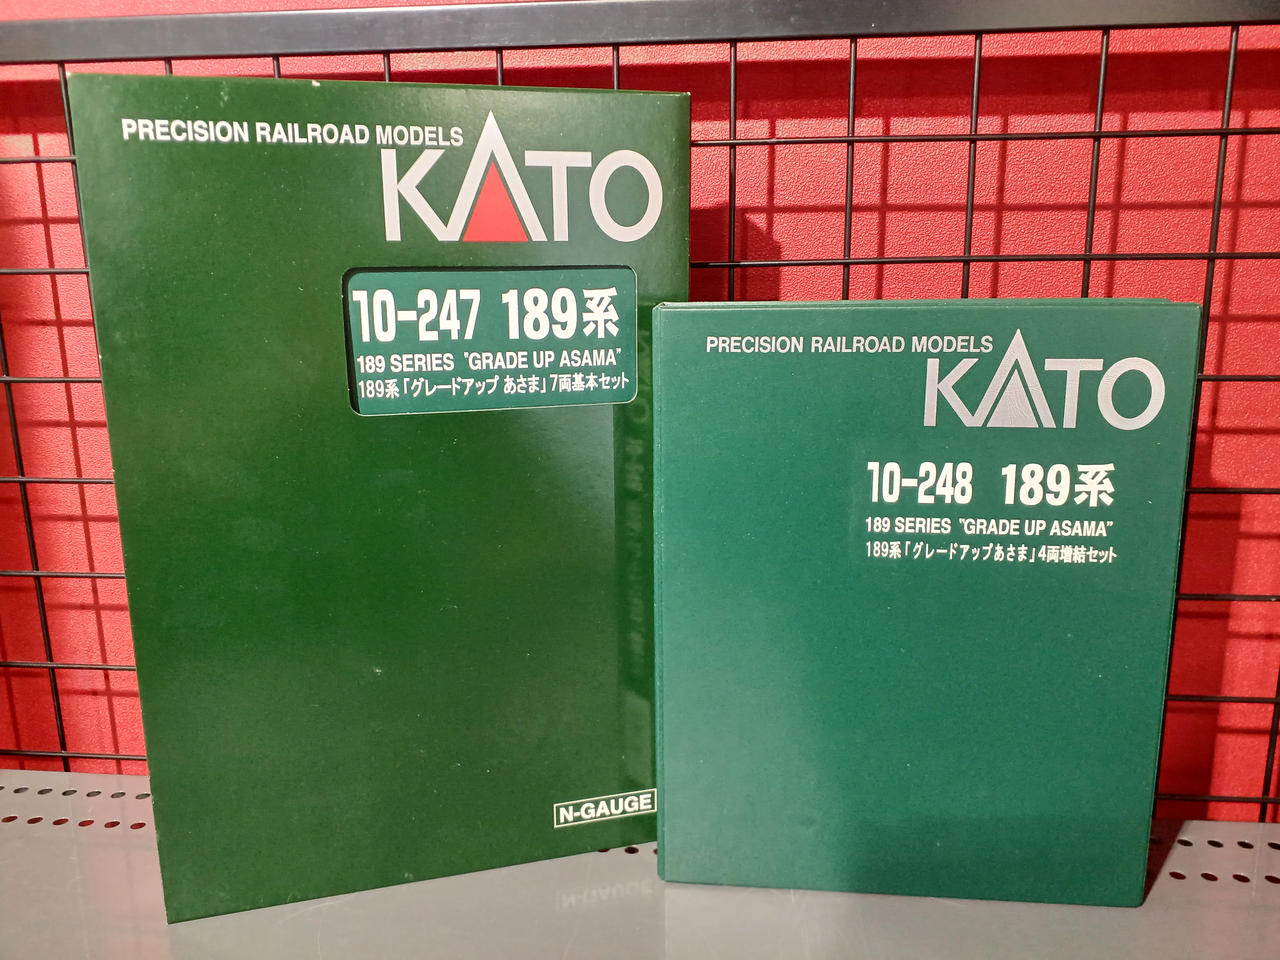 PRECISION RAILROAD MODELS
KATO
10-247 189系
189 SERIES "GRADE UP ASAMA"
189系「グレードアップ あさま」7両基本セット
N-GAUGE
PRECISION RAILROAD MODELS
KATO
10-248 189系
189 SERIES "GRADE UP ASAMA"
189系「グレードアップあさま」4両増結セット